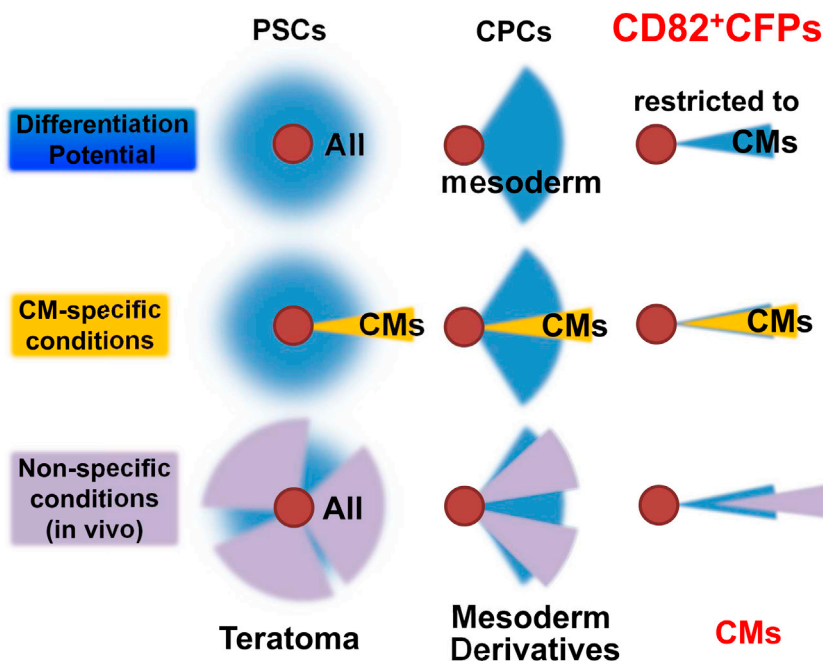 PSCs
CPCs
CD82⁺CFPs
Differentiation
Potential
All
mesoderm
restricted to
CMs
CM-specific
conditions
CMs
CMs
CMs
Non-specific
conditions
(in vivo)
All
Teratoma
Mesoderm
Derivatives
CMs